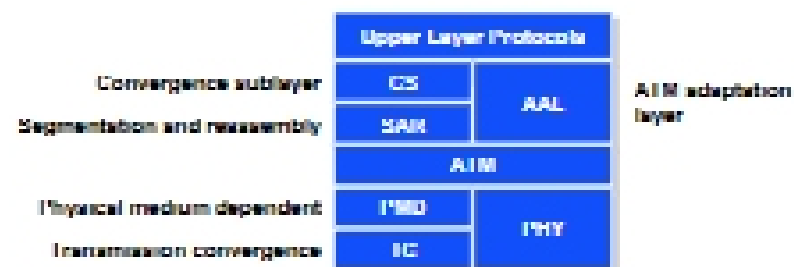 Upper Layer Protocols
Convergence sublayer CS
AAL
ATM adaptation
layer
Segmentation and reassembly SAR
ATM
Physical medium dependent PMD
PHY
Transmission convergence TC